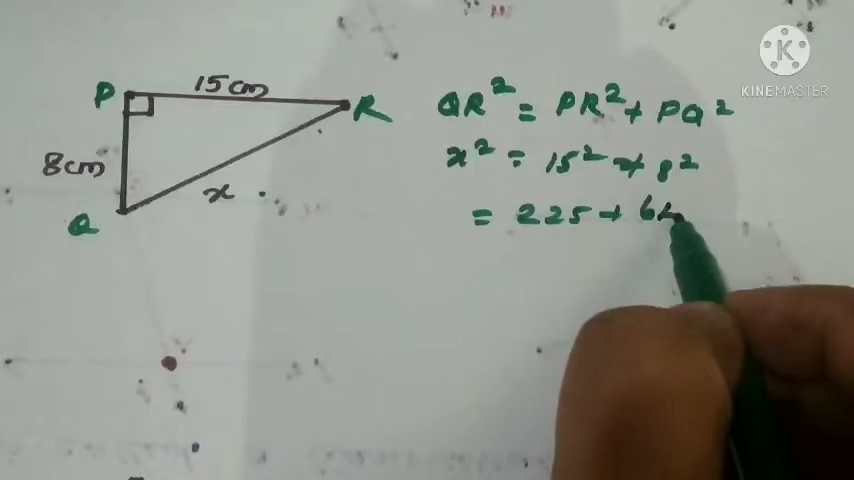 P
15cm
R
8cm
x
Q
QR² = PR² + PQ²
x² = 15² + 8²
= 225 + 64
K
KINEMASTER